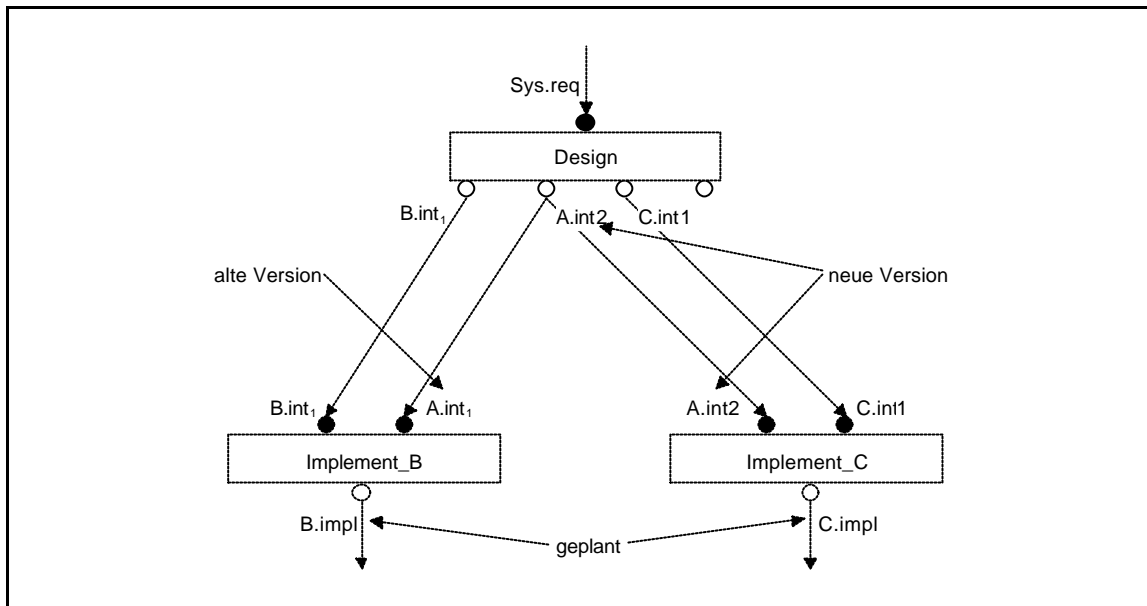 Sys.req
Design
B.int₁
A.int2
C.int1
alte Version
neue Version
B.int₁
A.int₁
A.int2
C.int1
Implement_B
Implement_C
B.impl
C.impl
geplant